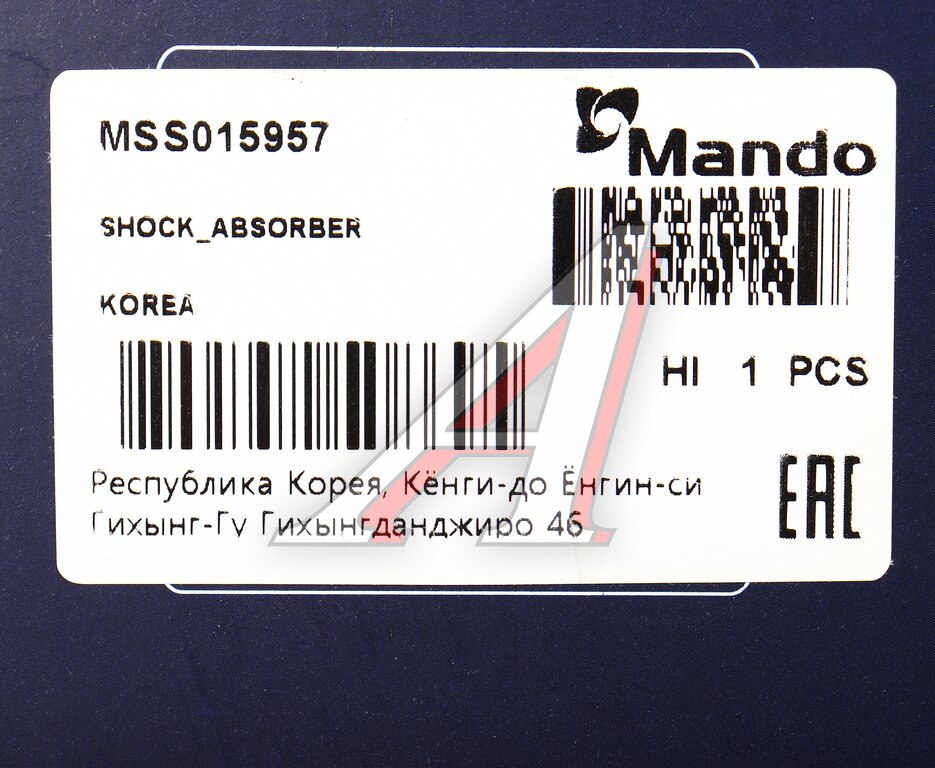 MSS015957
Mando
SHOCK_ABSORBER
KOREA
HI 1 PCS
Республика Корея, Кёнги-до Ёнгин-си
Гихынг-Гу Гихынгданджиро 46
EAC